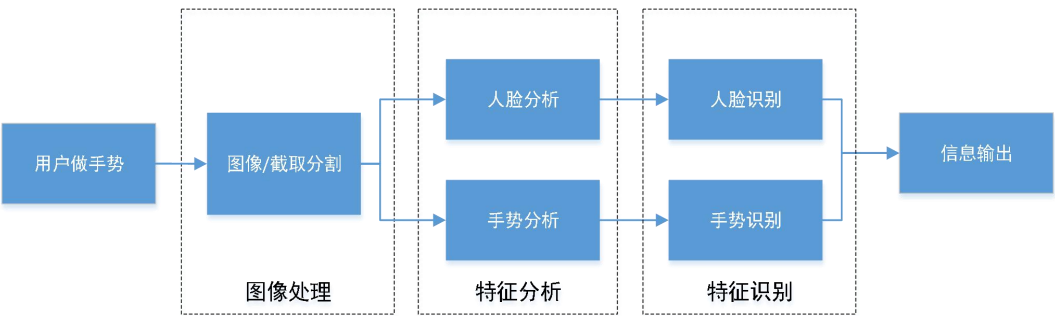 用户做手势
图像/截取分割
图像处理
人脸分析
手势分析
特征分析
人脸识别
手势识别
特征识别
信息输出